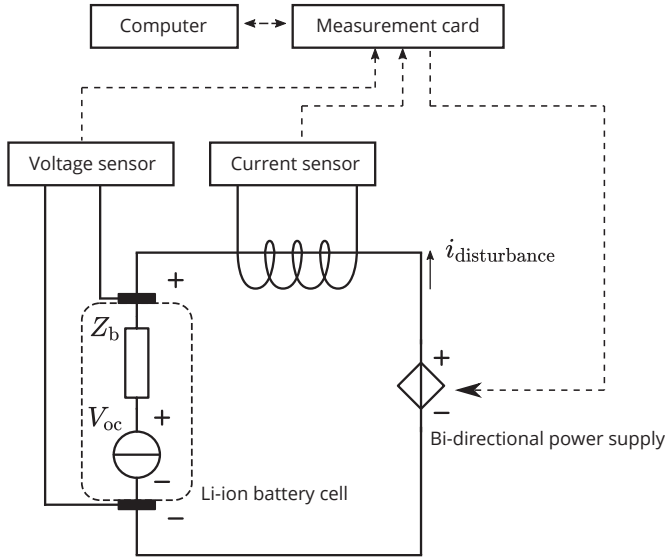 Computer
Measurement card
Voltage sensor
Current sensor
i_disturbance
+
Z_b
+
V_oc
+
−
−
Bi-directional power supply
−
Li-ion battery cell
−